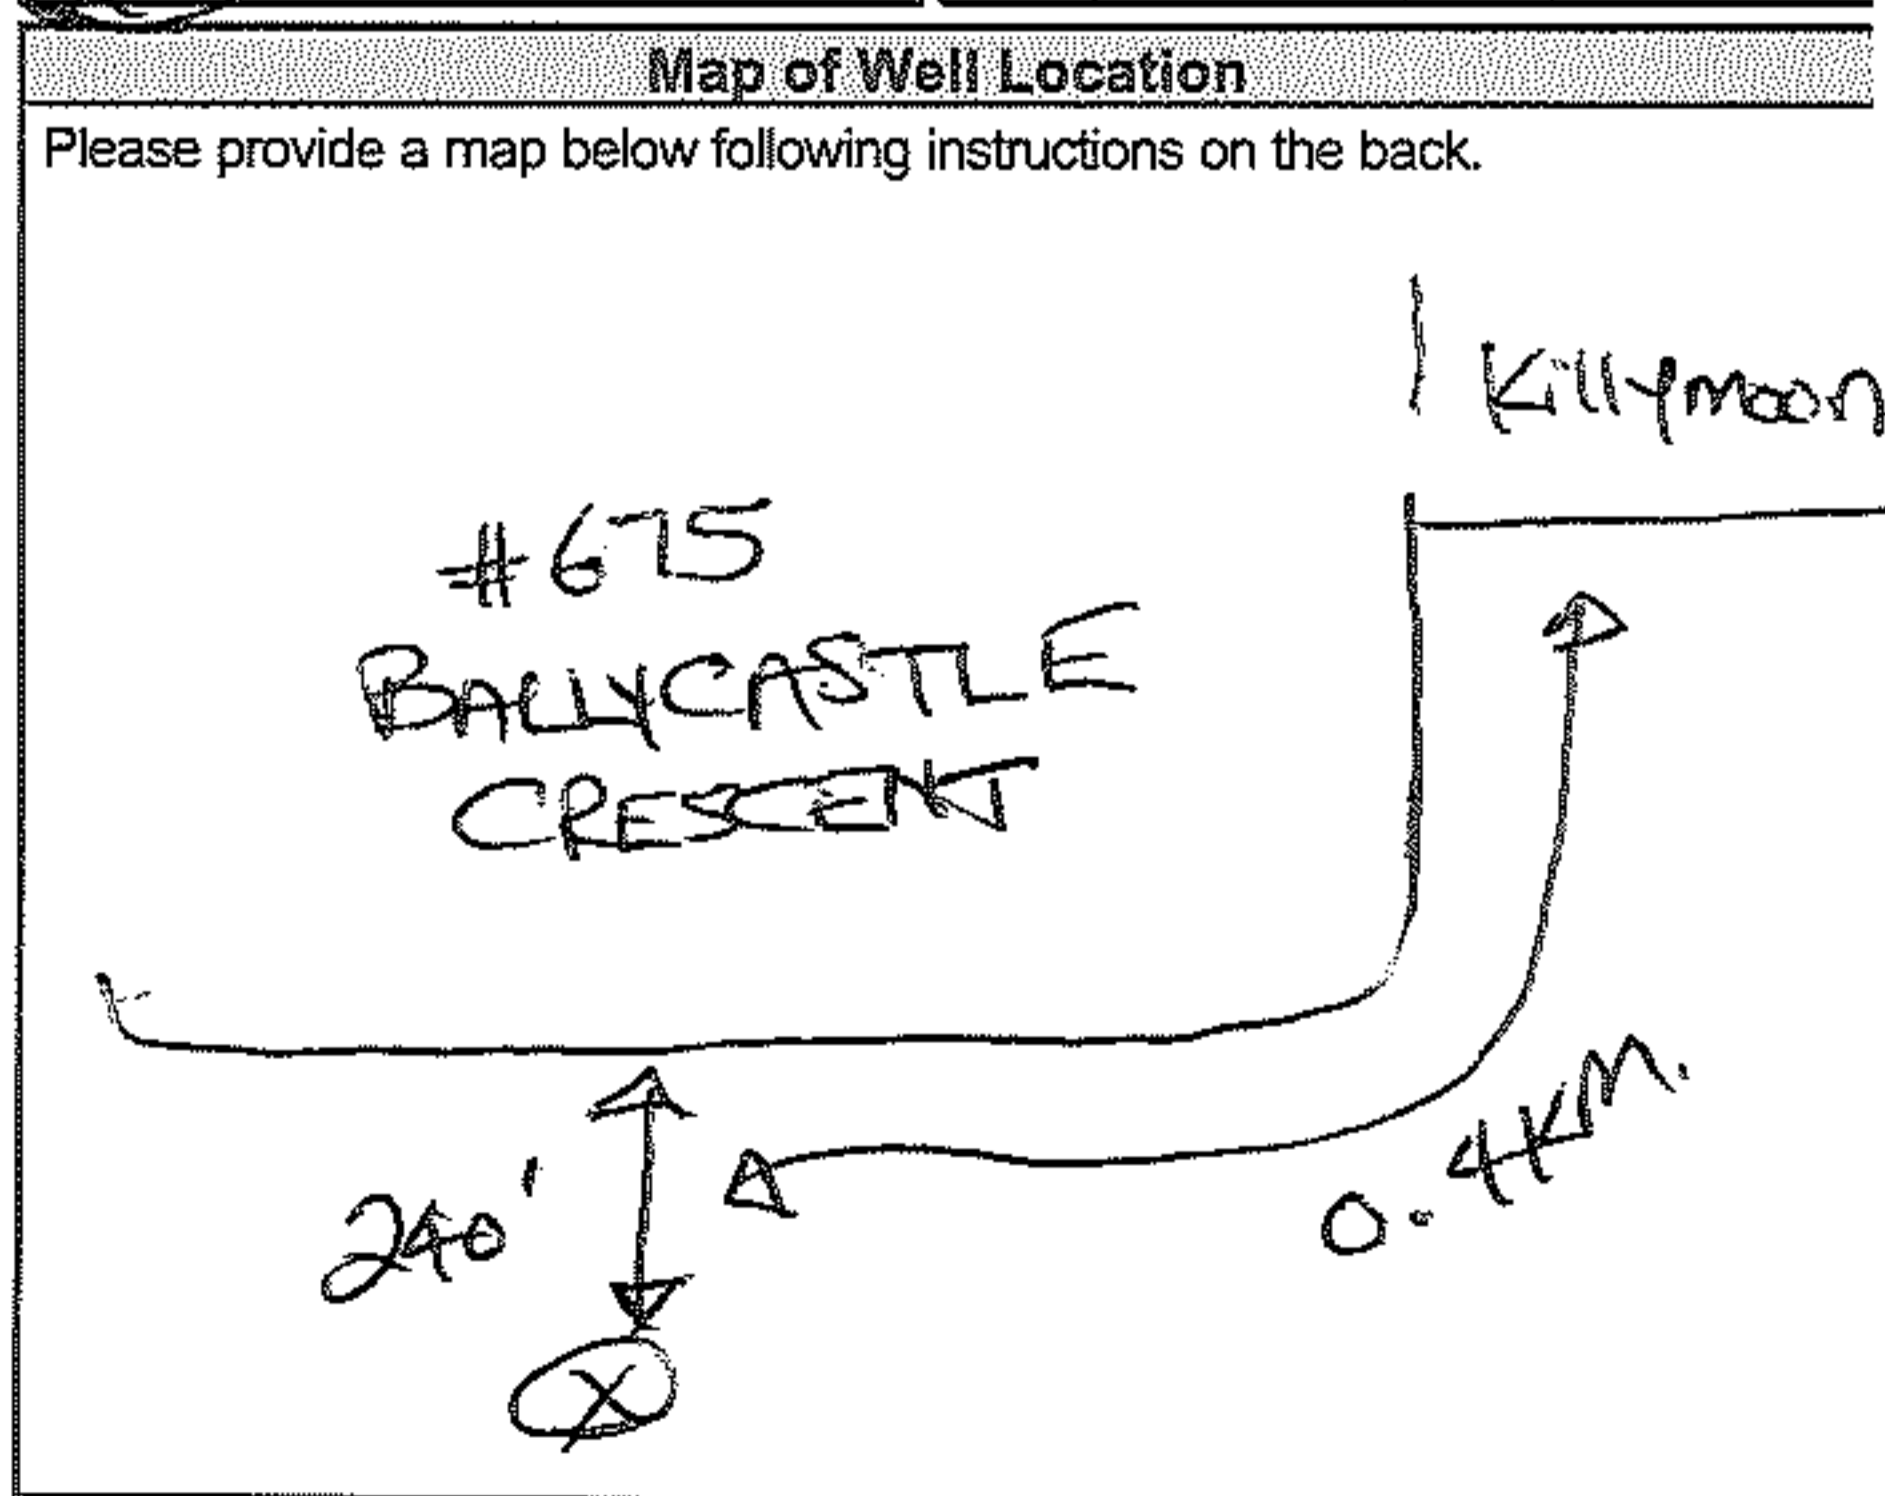 Map of Well Location
Please provide a map below following instructions on the back.
Killymoon
#675
BALLYCASTLE
CRESCENT
240'
0.4KM.
X